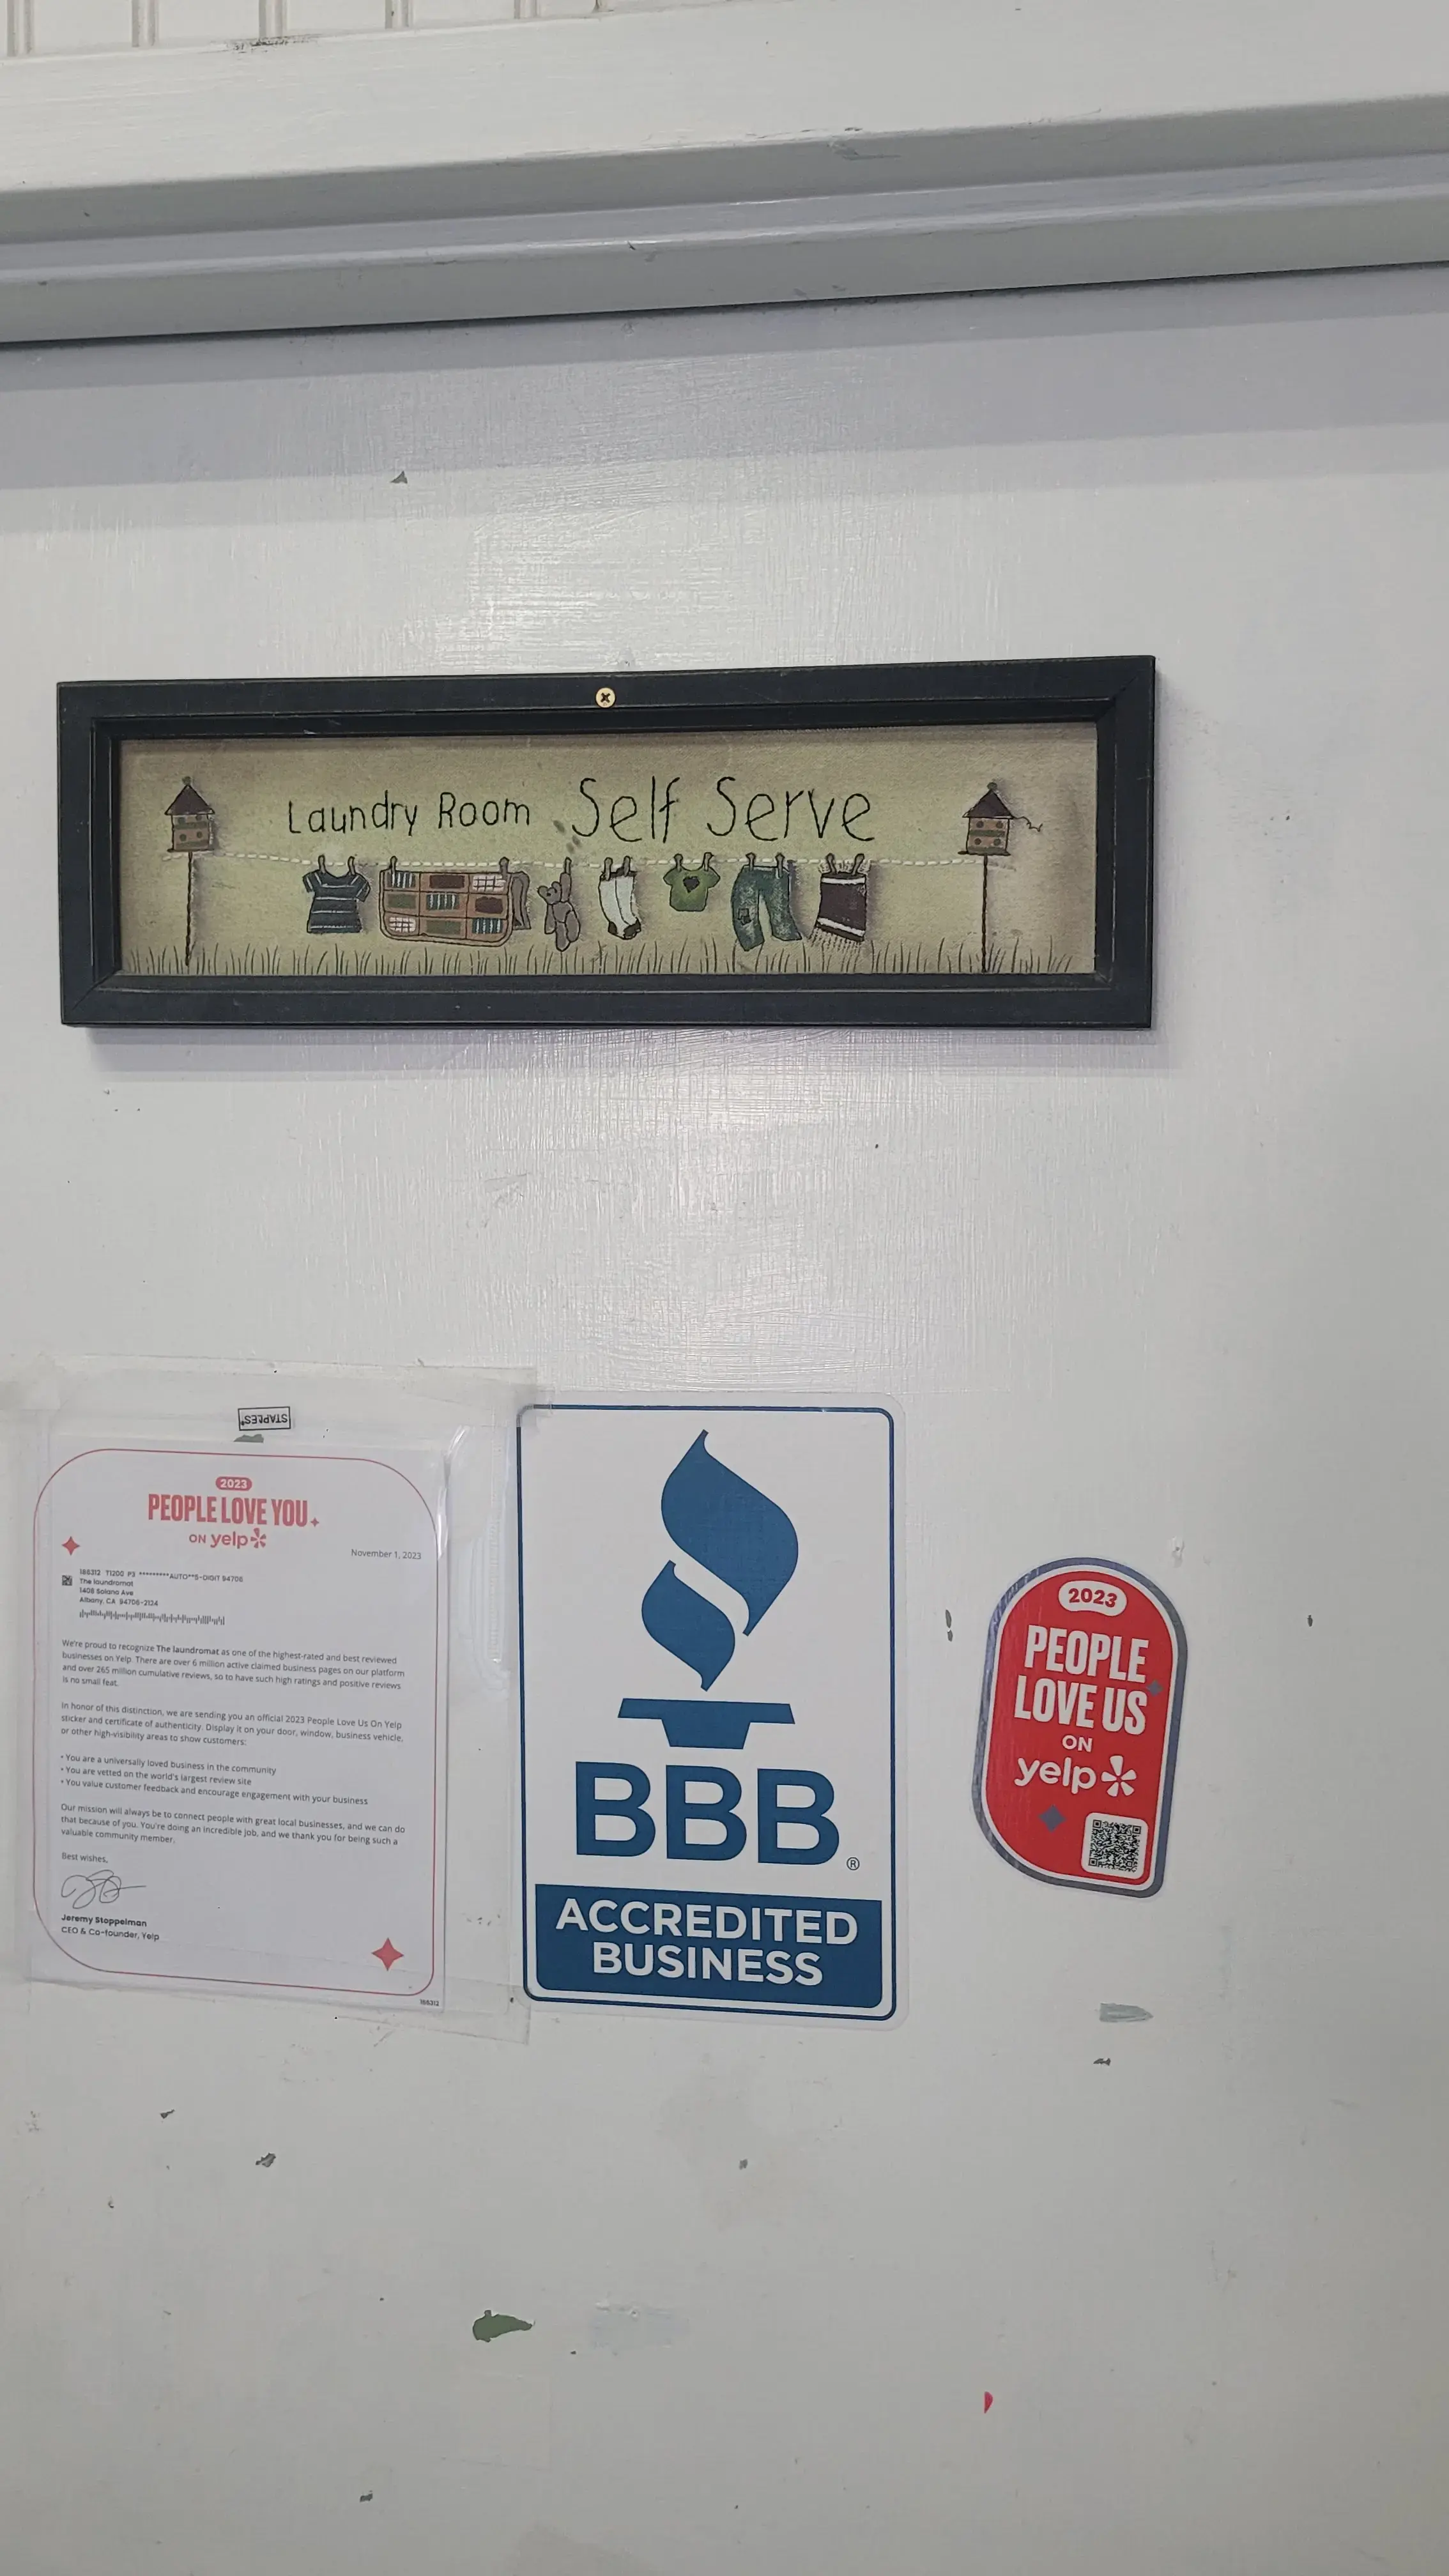 Laundry Room Self Serve
STAPLES
2023
PEOPLE LOVE YOU
ON yelp
November 1, 2023
186312 T1200 P3 *********AUTO**5-DIGIT 94706
The laundromat
1408 Solano Ave
Albany, CA 94706-2124
We're proud to recognize The laundromat as one of the highest-rated and best reviewed
businesses on Yelp. There are over 6 million active claimed business pages on our platform
and over 265 million cumulative reviews, so to have such high ratings and positive reviews
is no small feat.
In honor of this distinction, we are sending you an official 2023 People Love Us On Yelp
sticker and certificate of authenticity. Display it on your door, window, business vehicle,
or other high-visibility areas to show customers:
• You are a universally loved business in the community
• You are vetted on the world's largest review site
• You value customer feedback and encourage engagement with your business
Our mission will always be to connect people with great local businesses, and we can do
that because of you. You're doing an incredible job, and we thank you for being such a
valuable community member.
Best wishes,
Jeremy Stoppelman
CEO & Co-founder, Yelp
186312
BBB®
ACCREDITED
BUSINESS
2023
PEOPLE
LOVE US
ON
yelp